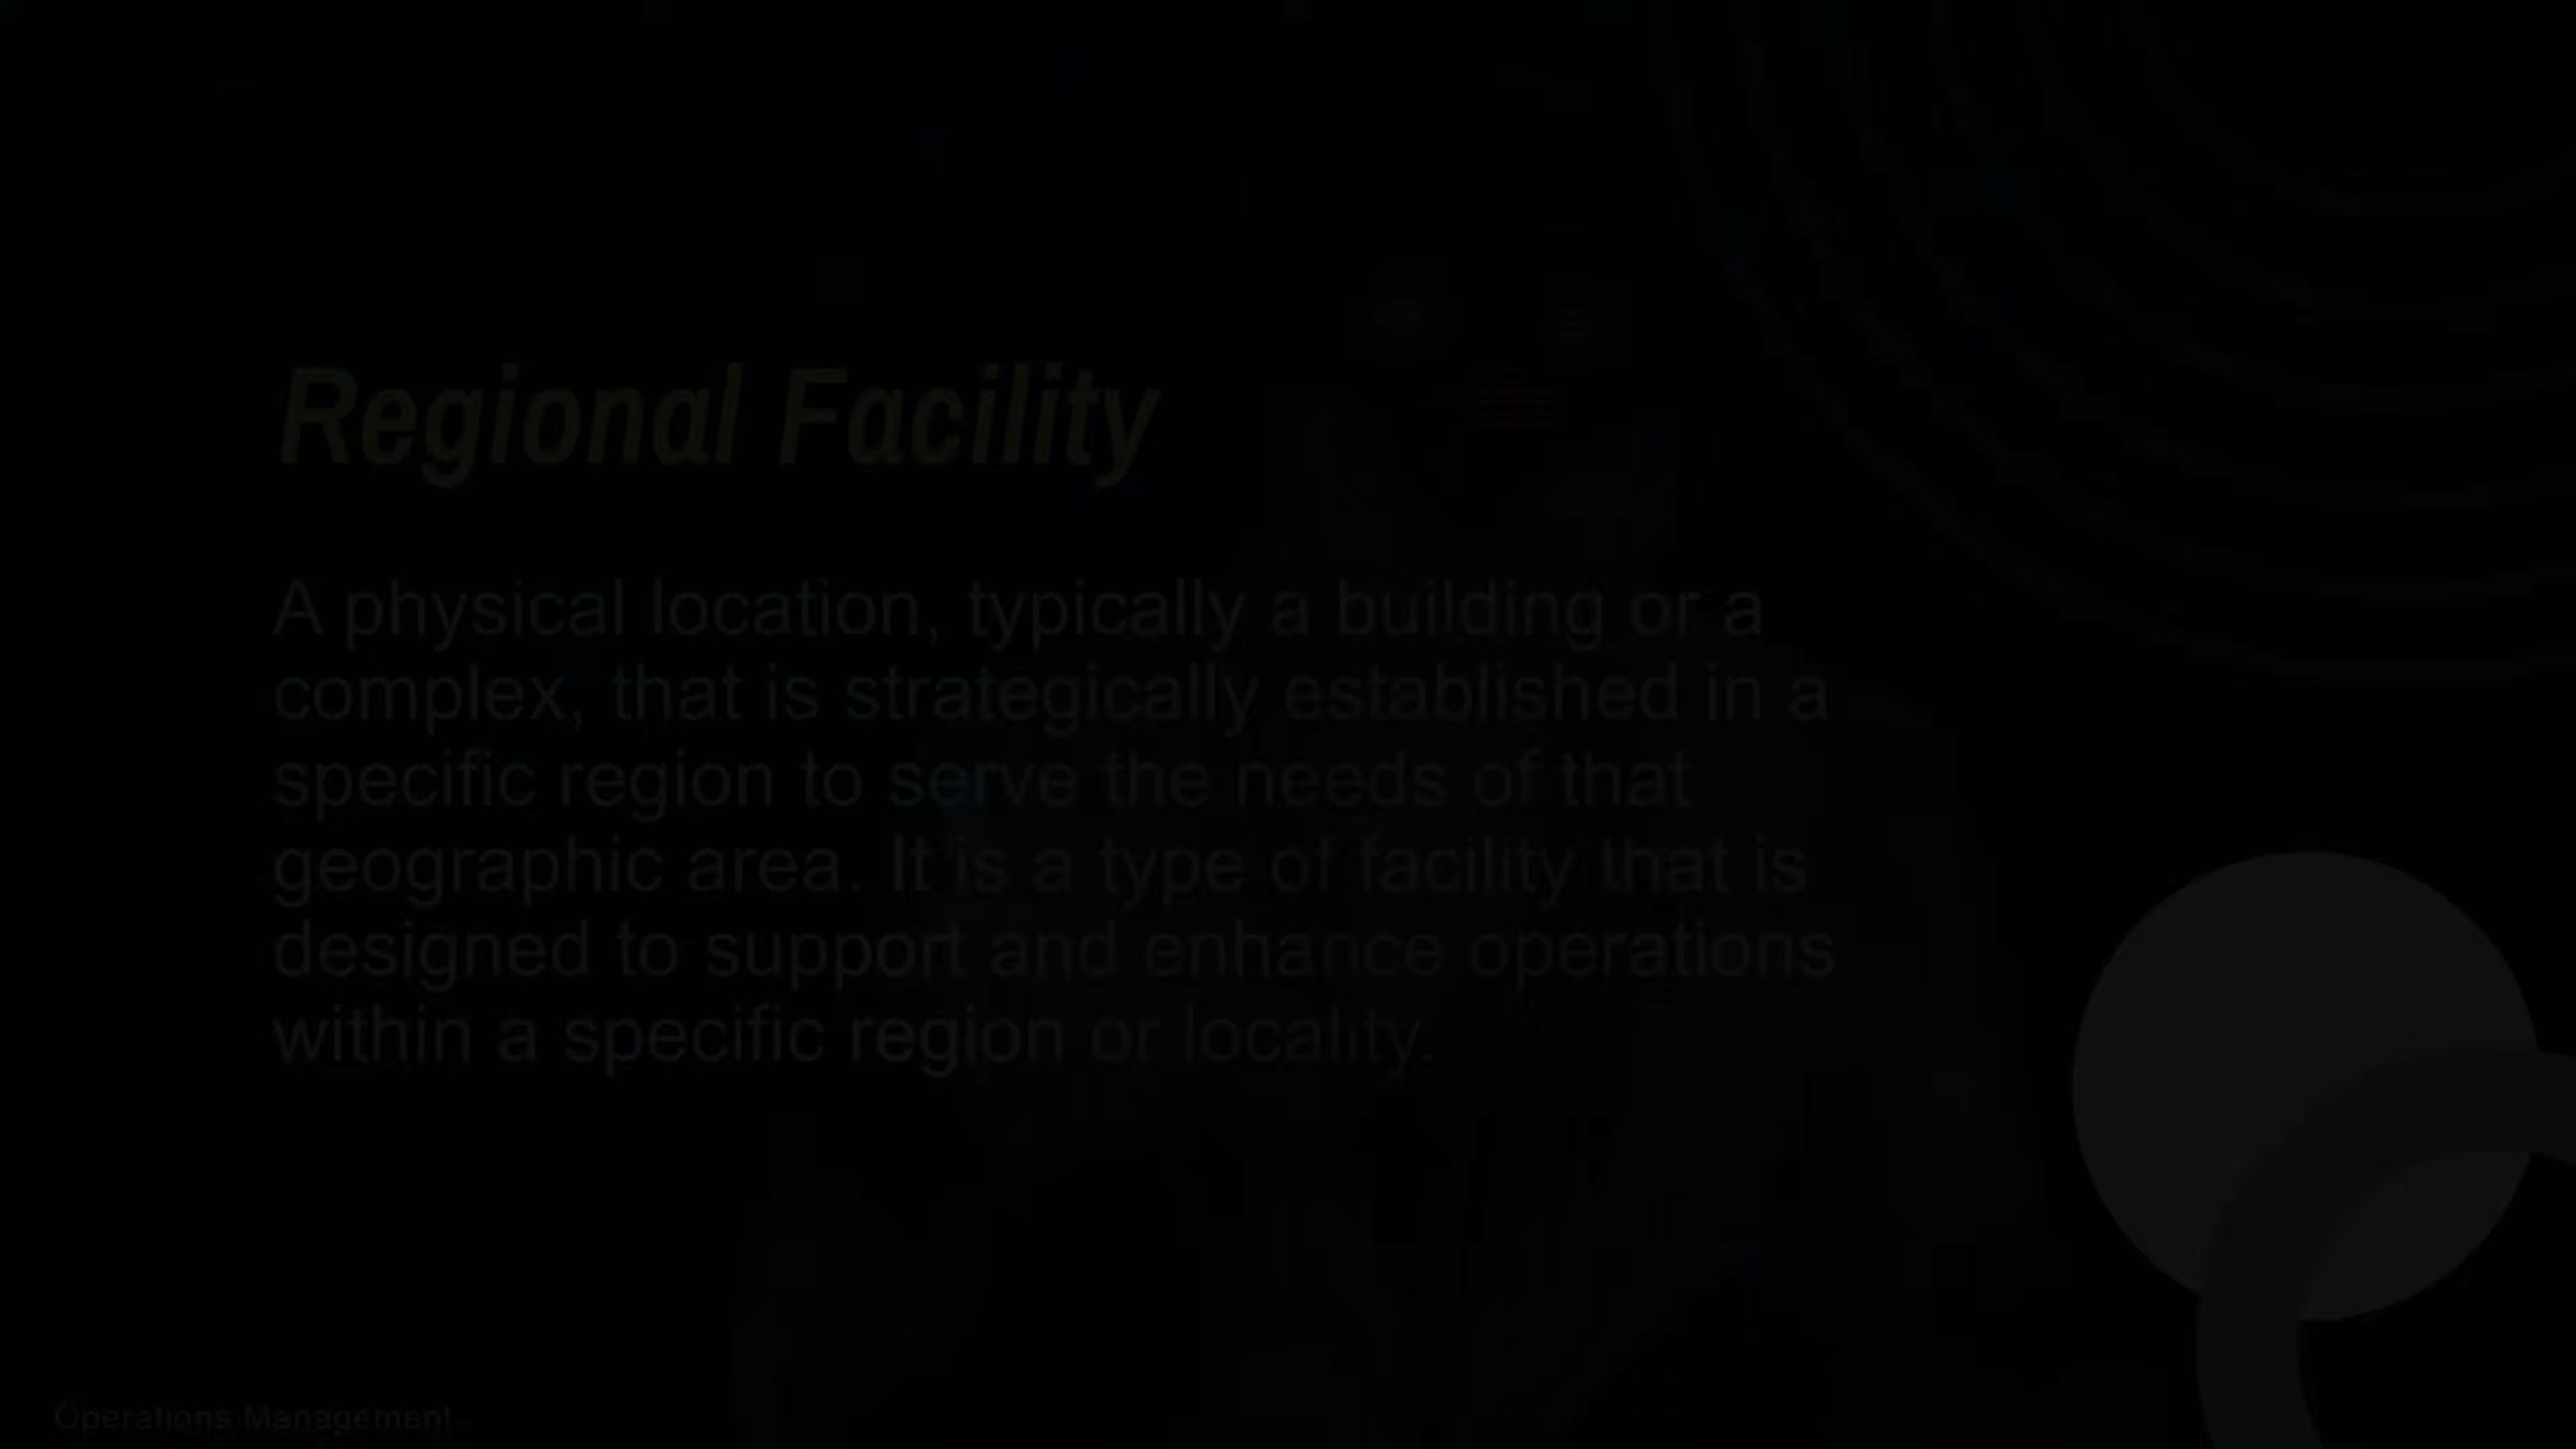 Regional Facility
A physical location, typically a building or a
complex, that is strategically established in a
specific region to serve the needs of that
geographic area. It is a type of facility that is
designed to support and enhance operations
within a specific region or locality.
Operations Management